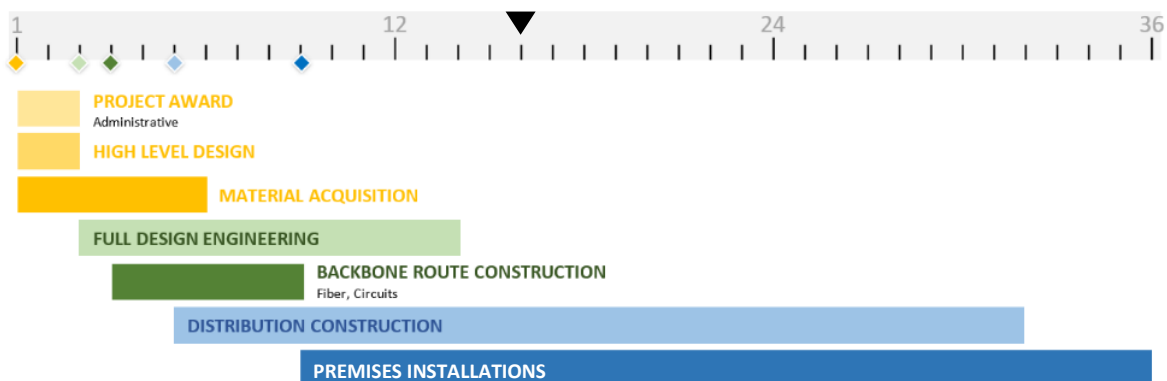 1 12 24 36
PROJECT AWARD
Administrative
HIGH LEVEL DESIGN
MATERIAL ACQUISITION
FULL DESIGN ENGINEERING
BACKBONE ROUTE CONSTRUCTION
Fiber, Circuits
DISTRIBUTION CONSTRUCTION
PREMISES INSTALLATIONS